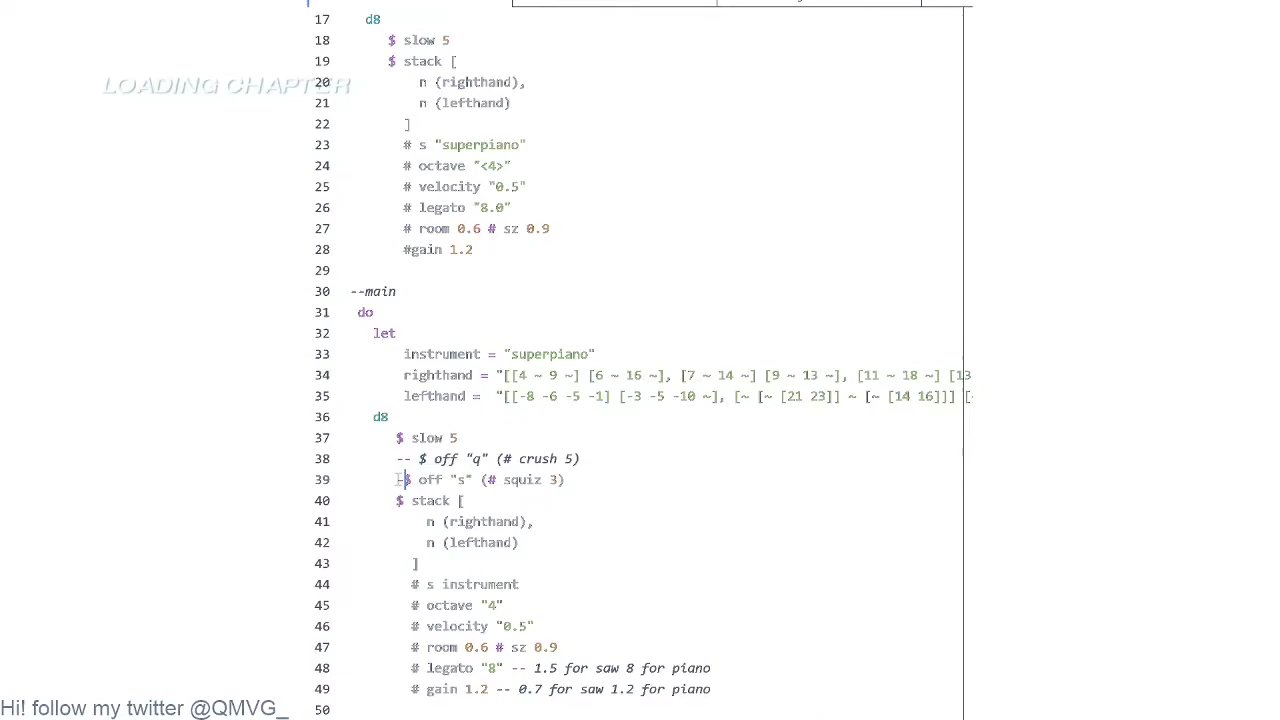 17 d8
18 $ slow 5
19 $ stack [
LOADING CHAPTER
20 n (righthand),
21 n (lefthand)
22 ]
23 # s "superpiano"
24 # octave "<4>"
25 # velocity "0.5"
26 # legato "8.0"
27 # room 0.6 # sz 0.9
28 #gain 1.2
29
30 --main
31 do
32 let
33 instrument = "superpiano"
34 righthand = "[[4 ~ 9 ~] [6 ~ 16 ~], [7 ~ 14 ~] [9 ~ 13 ~], [11 ~ 18 ~] [13
35 lefthand = "[[-8 -6 -5 -1] [-3 -5 -10 ~], [~ [~ [21 23]] ~ [~ [14 16]]] [
36 d8
37 $ slow 5
38 -- $ off "q" (# crush 5)
39 -$ off "s" (# squiz 3)
40 $ stack [
41 n (righthand),
42 n (lefthand)
43 ]
44 # s instrument
45 # octave "4"
46 # velocity "0.5"
47 # room 0.6 # sz 0.9
48 # legato "8" -- 1.5 for saw 8 for piano
49 # gain 1.2 -- 0.7 for saw 1.2 for piano
50
Hi! follow my twitter @QMVG_